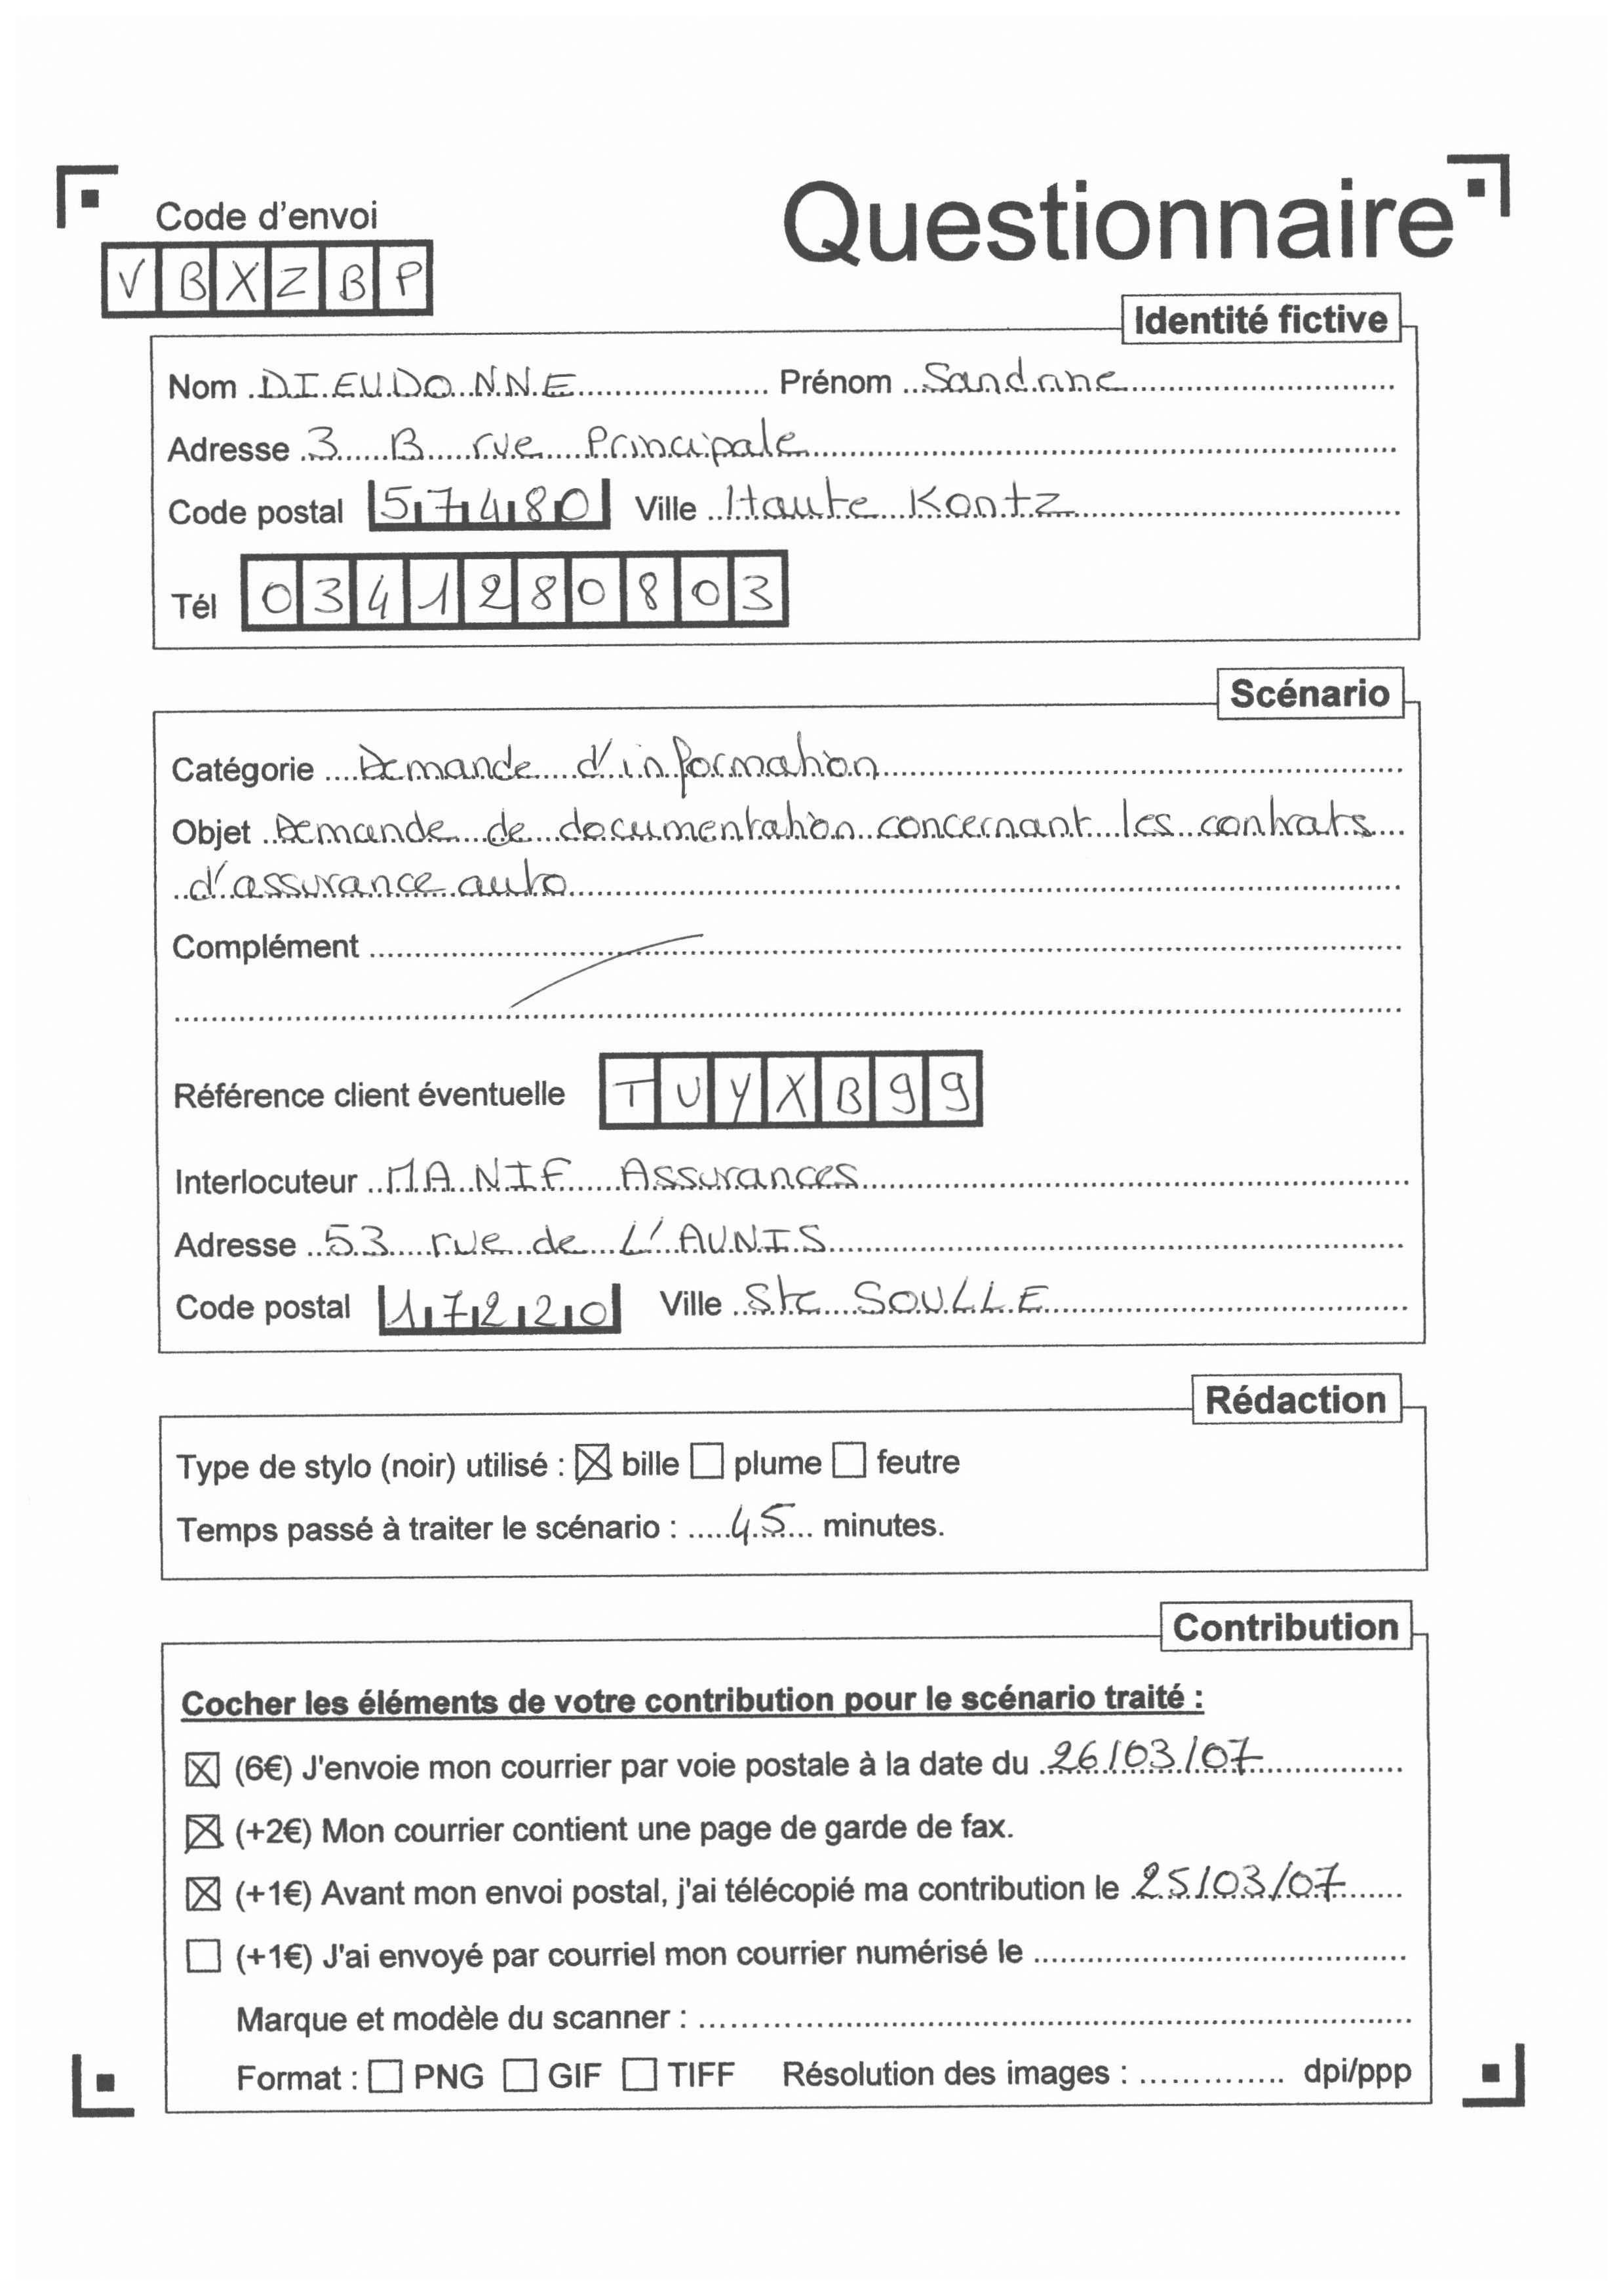 Questionnaire
Code d'envoi
VBXZBP
Identité fictive
Nom DIEUDONNE Prénom Sandrine
Adresse 3 B rue Principale
Code postal 57480 Ville Haute Kontz
Tél 0341280803
Scénario
Catégorie Demande d'information
Objet Demande de documentation concernant les contrats
d'assurance auto
Complément
Référence client éventuelle TUYXB99
Interlocuteur MANIF Assurances
Adresse 53 rue de L'AUNIS
Code postal 17220 Ville Ste SOULLE
Rédaction
Type de stylo (noir) utilisé : ☒ bille ☐ plume ☐ feutre
Temps passé à traiter le scénario : 45 minutes.
Contribution
Cocher les éléments de votre contribution pour le scénario traité :
☒ (6€) J'envoie mon courrier par voie postale à la date du 26/03/07
☒ (+2€) Mon courrier contient une page de garde de fax.
☒ (+1€) Avant mon envoi postal, j'ai télécopié ma contribution le 25/03/07
☐ (+1€) J'ai envoyé par courriel mon courrier numérisé le
Marque et modèle du scanner :
Format : ☐ PNG ☐ GIF ☐ TIFF Résolution des images : dpi/ppp